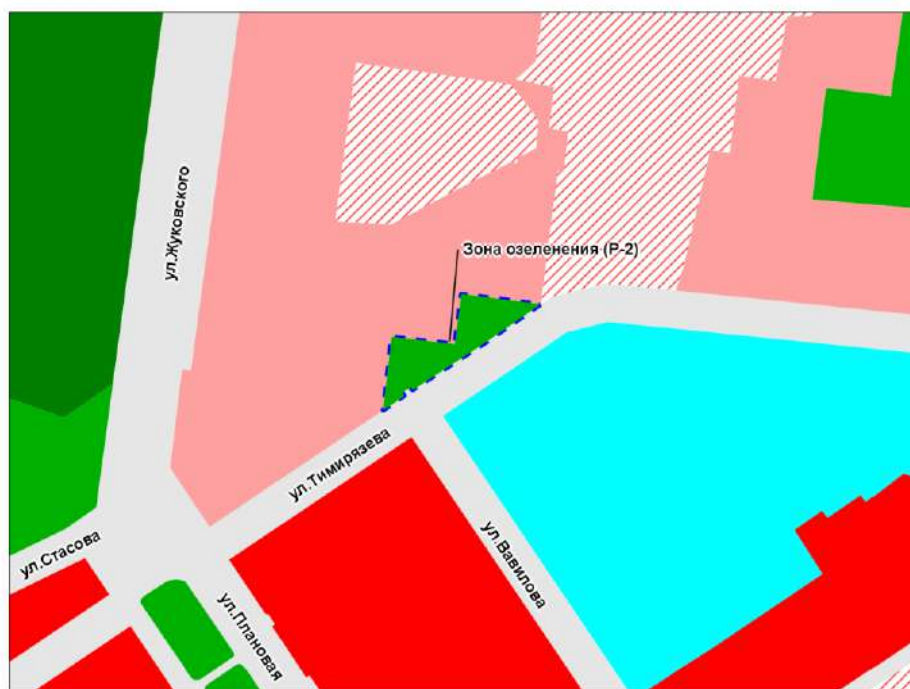 ул.Жуковского
Зона озеленения (Р-2)
ул.Тимирязева
ул.Стасова
ул.Вавилова
ул.Плановая